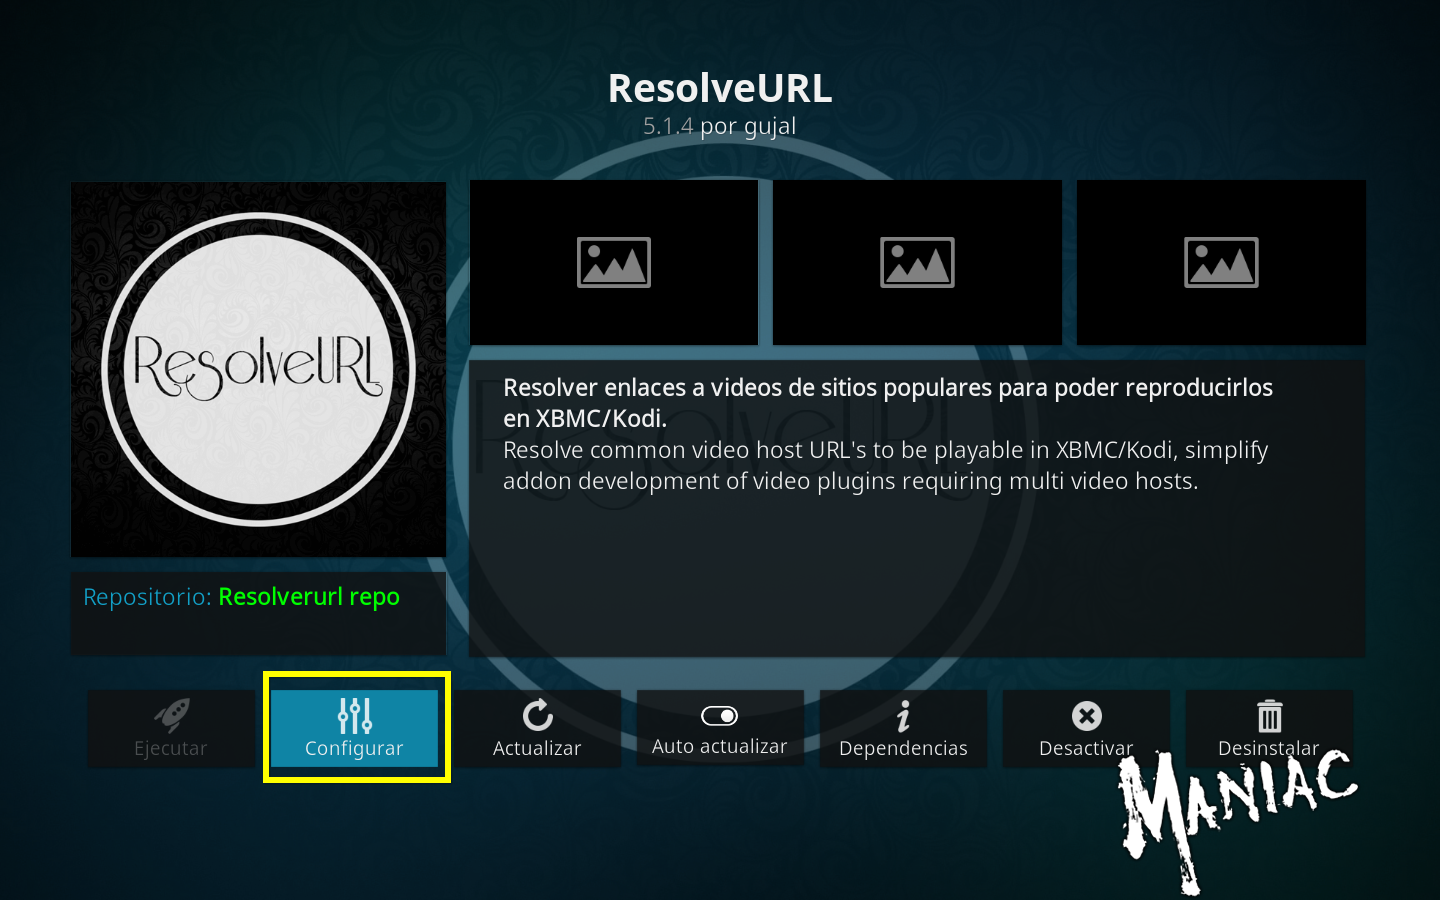 ResolveURL
5.1.4 por gujal
ResolveURL
Resolver enlaces a videos de sitios populares para poder reproducirlos
en XBMC/Kodi.
Resolve common video host URL's to be playable in XBMC/Kodi, simplify
addon development of video plugins requiring multi video hosts.
Repositorio: Resolverurl repo
Ejecutar
Configurar
Actualizar
Auto actualizar
Dependencias
Desactivar
Desinstalar
MANIAC